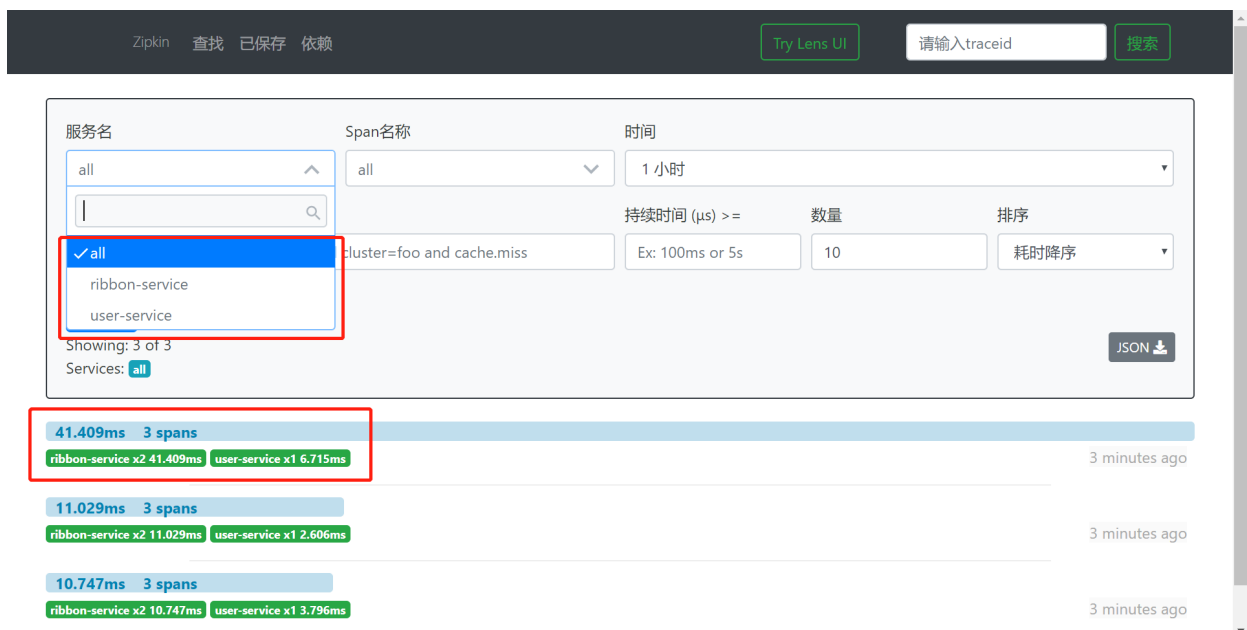 Zipkin 查找 已保存 依赖 Try Lens UI 请输入traceid 搜索
服务名 Span名称 时间
all all 1 小时
持续时间 (μs) >= 数量 排序
all cluster=foo and cache.miss Ex: 100ms or 5s 10 耗时降序
ribbon-service
user-service
Showing: 3 of 3 JSON
Services: all
41.409ms 3 spans
ribbon-service x2 41.409ms user-service x1 6.715ms 3 minutes ago
11.029ms 3 spans
ribbon-service x2 11.029ms user-service x1 2.606ms 3 minutes ago
10.747ms 3 spans
ribbon-service x2 10.747ms user-service x1 3.796ms 3 minutes ago